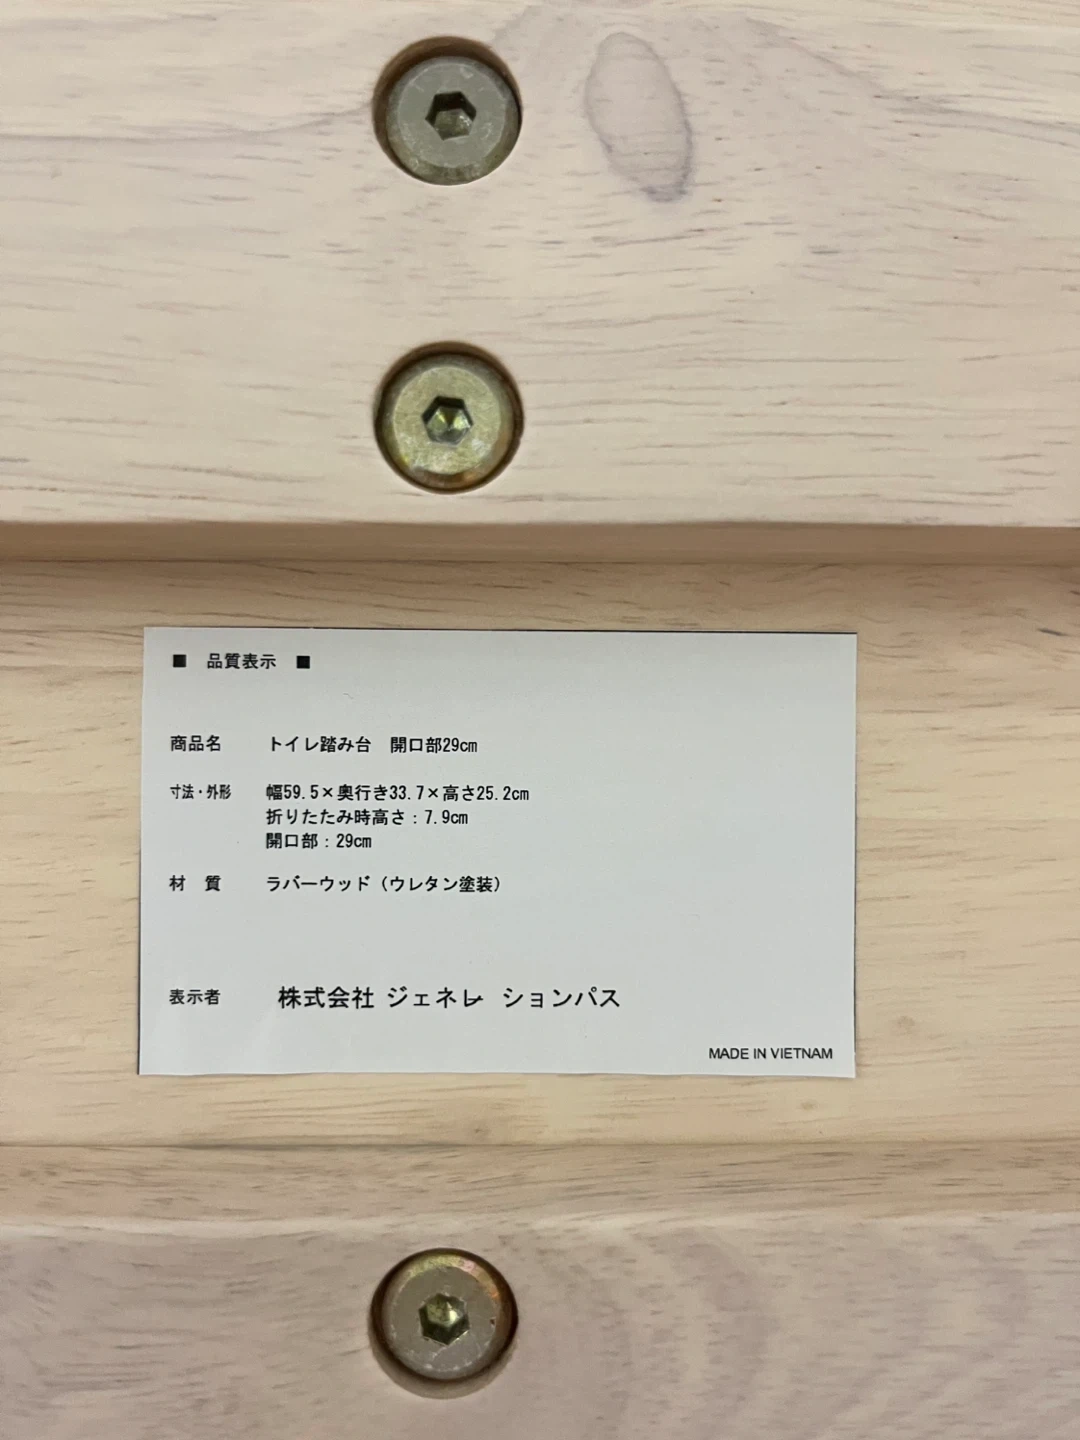 ■ 品質表示 ■
商品名 トイレ踏み台 開口部29cm
寸法・外形 幅59.5×奥行き33.7×高さ25.2cm
折りたたみ時高さ：7.9cm
開口部：29cm
材 質 ラバーウッド（ウレタン塗装）
表示者 株式会社 ジェネレ ションパス
MADE IN VIETNAM